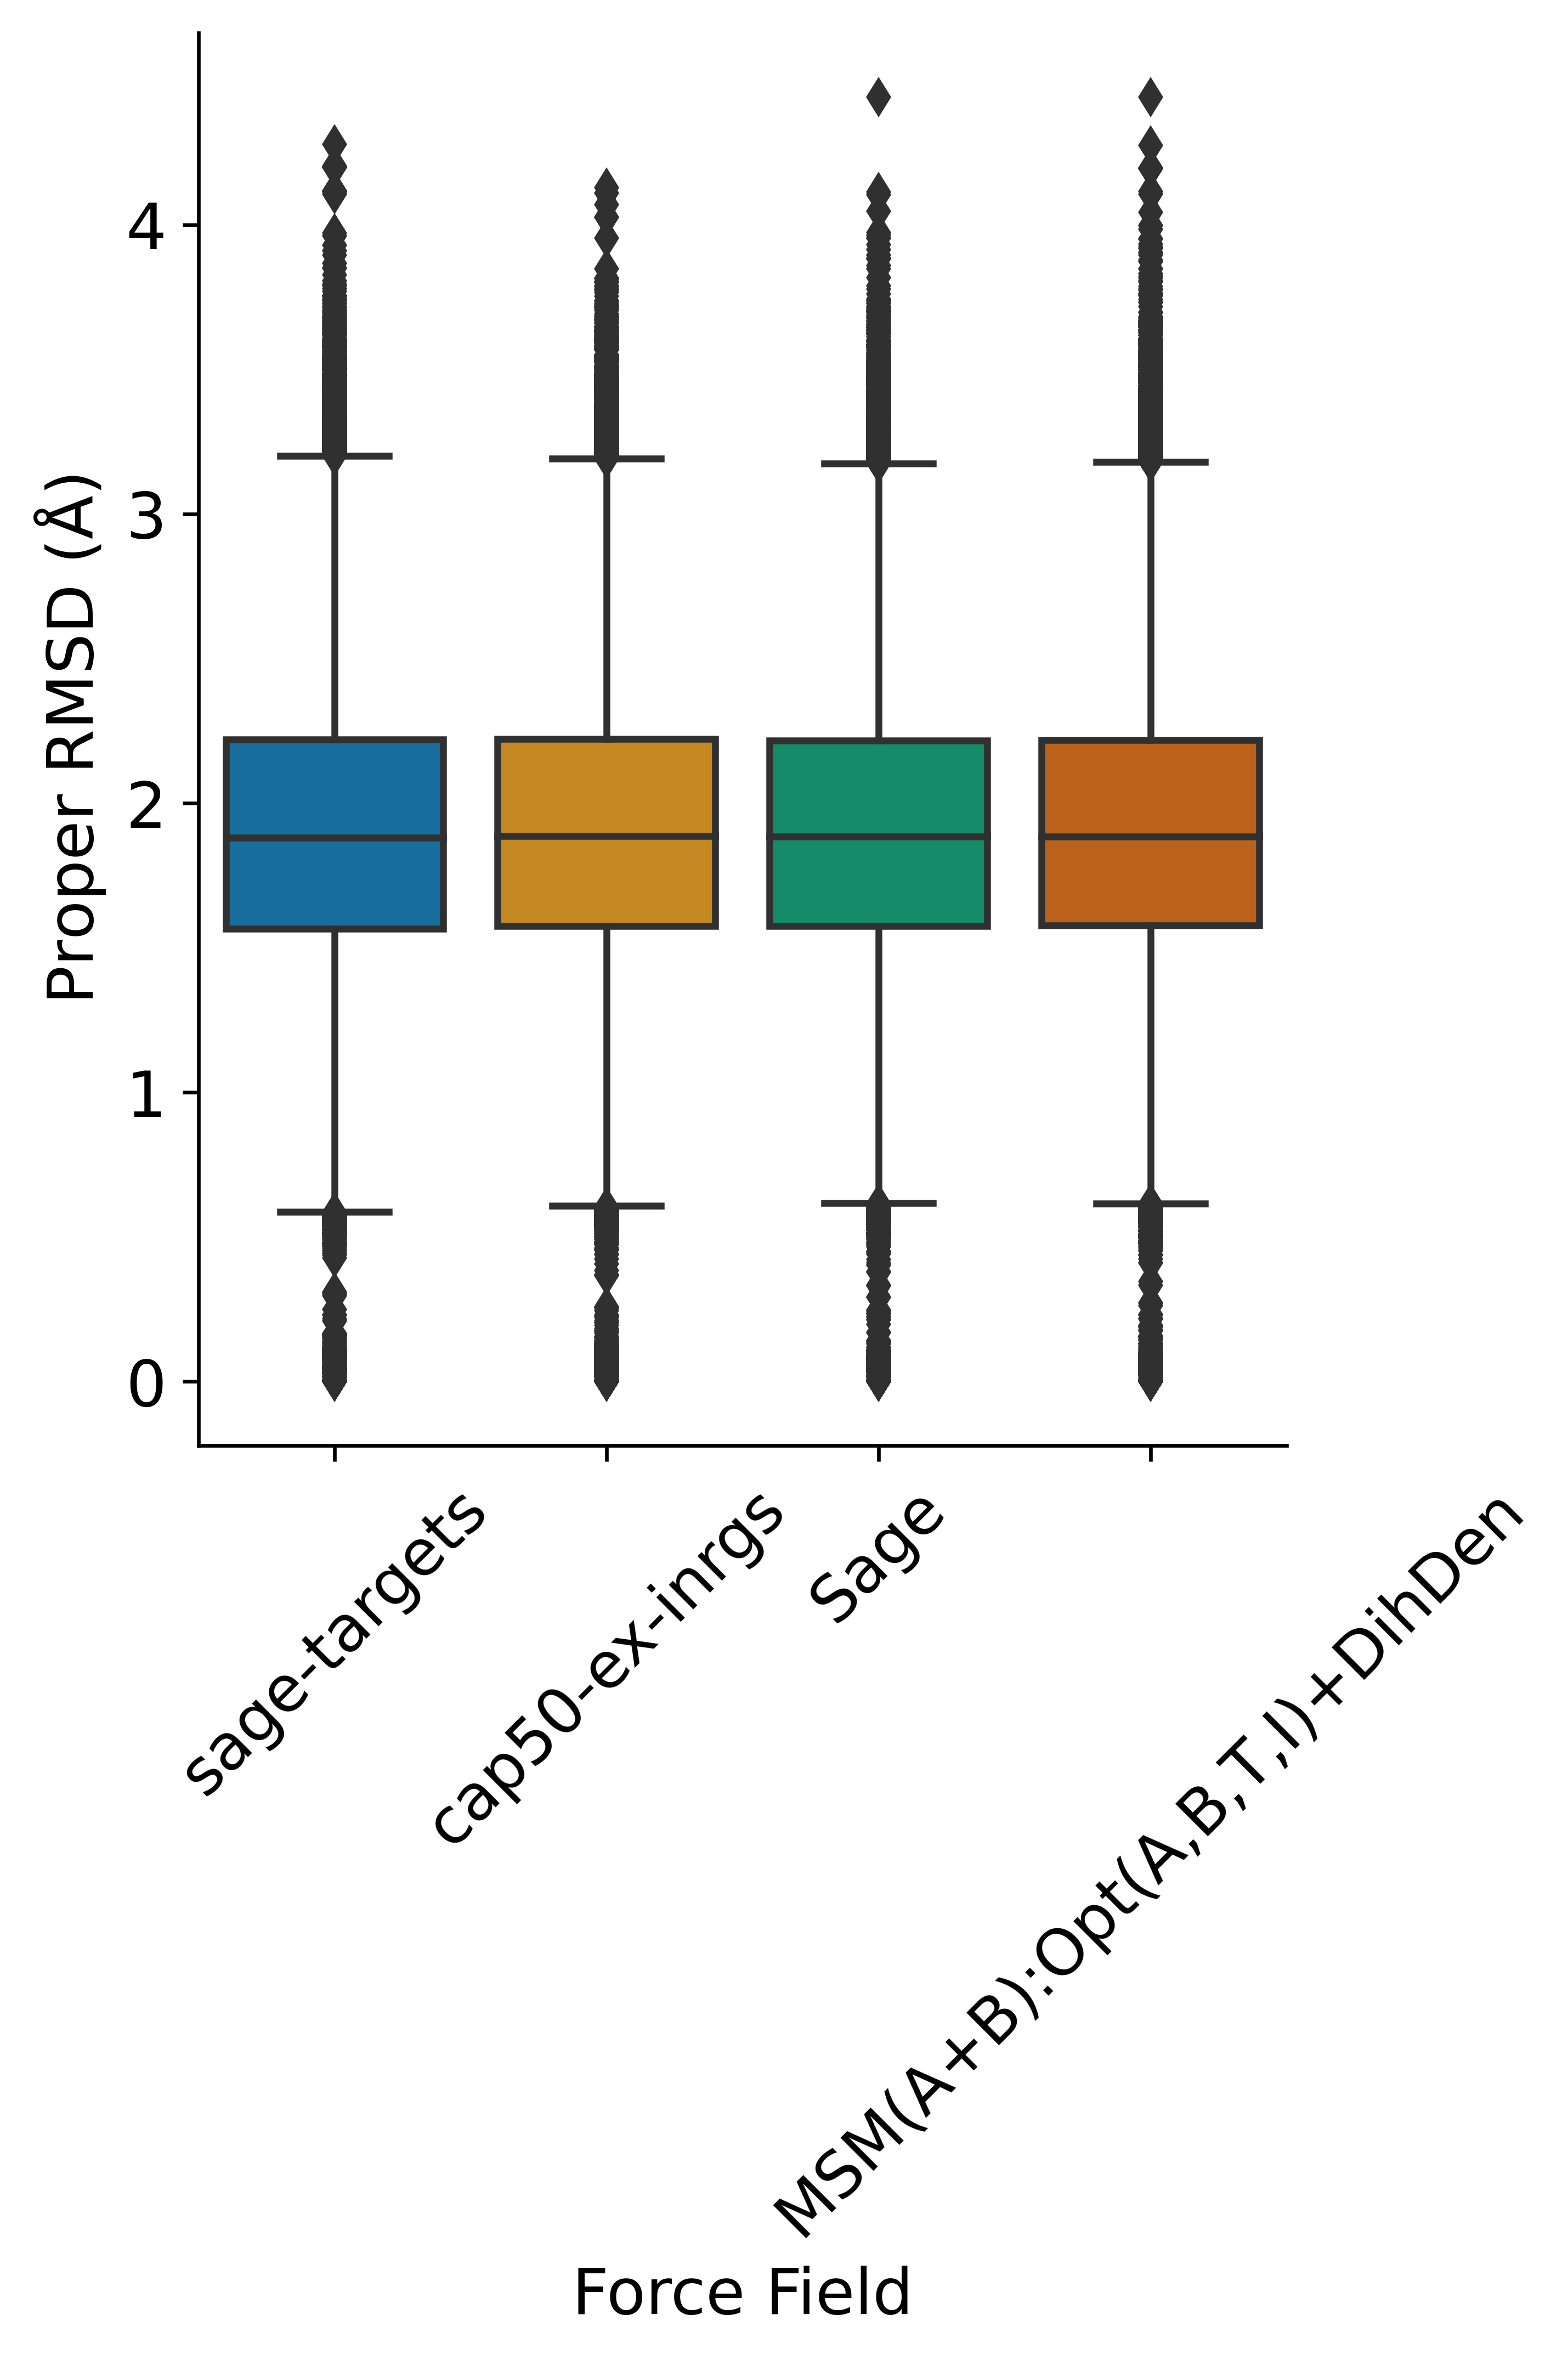 Proper RMSD (Å)
4
3
2
1
0
sage-targets
cap50-ex-inrgs
Sage
MSM(A+B):Opt(A,B,T,I)+DihDen
Force Field